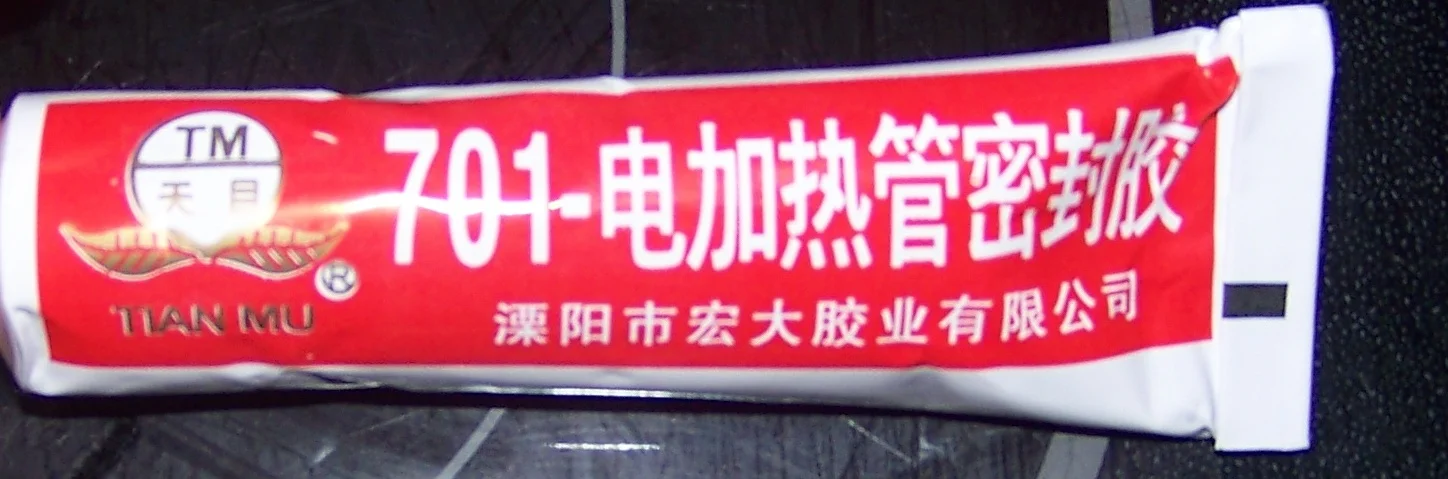 TM
天目
®
TIAN MU
701-电加热管密封胶
溧阳市宏大胶业有限公司